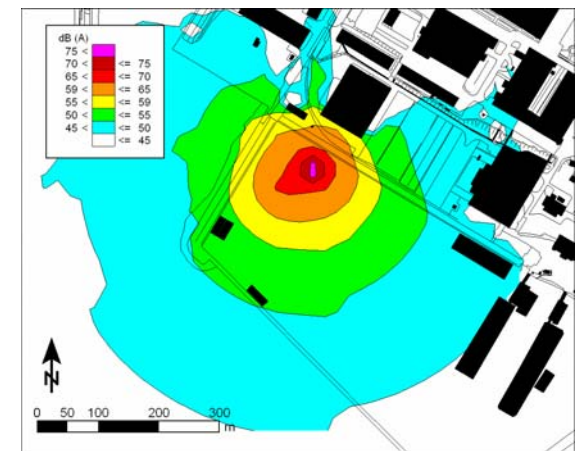 dB (A)
75 <
70 < <= 75
65 < <= 70
59 < <= 65
55 < <= 59
50 < <= 55
45 < <= 50
<= 45
N
0 50 100 200 300
m